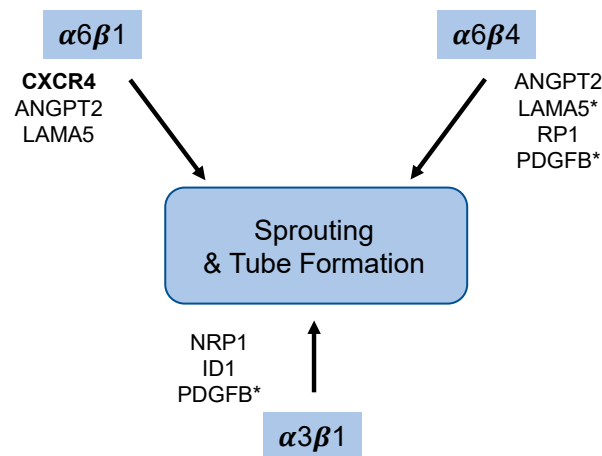 α6β1
α6β4
CXCR4
ANGPT2
LAMA5
ANGPT2
LAMA5*
RP1
PDGFB*
Sprouting
& Tube Formation
NRP1
ID1
PDGFB*
α3β1